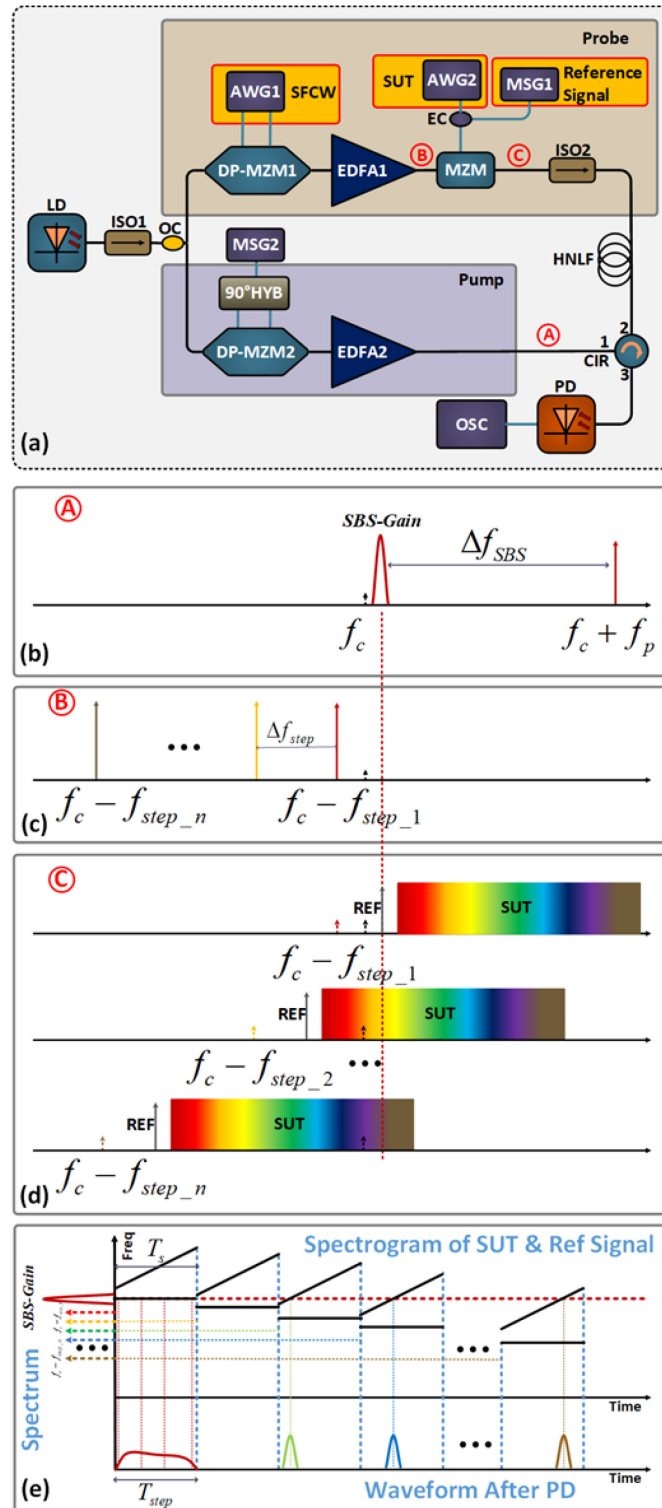 Probe
SUT
AWG2
MSG1
Reference
Signal
AWG1
SFCW
EC
B
C
ISO2
DP-MZM1
EDFA1
MZM
LD
ISO1
OC
MSG2
HNLF
90°HYB
Pump
A
1
2
CIR
3
DP-MZM2
EDFA2
PD
OSC
(a)
A
SBS-Gain
Δf_SBS
f_c
f_c + f_p
(b)
B
Δf_step
f_c − f_step_n
f_c − f_step_1
(c)
C
REF
SUT
f_c − f_step_1
REF
SUT
f_c − f_step_2
REF
SUT
f_c − f_step_n
(d)
Freq
T_s
Spectrogram of SUT & Ref Signal
SBS-Gain
Spectrum
Time
T_step
Waveform After PD
Time
(e)